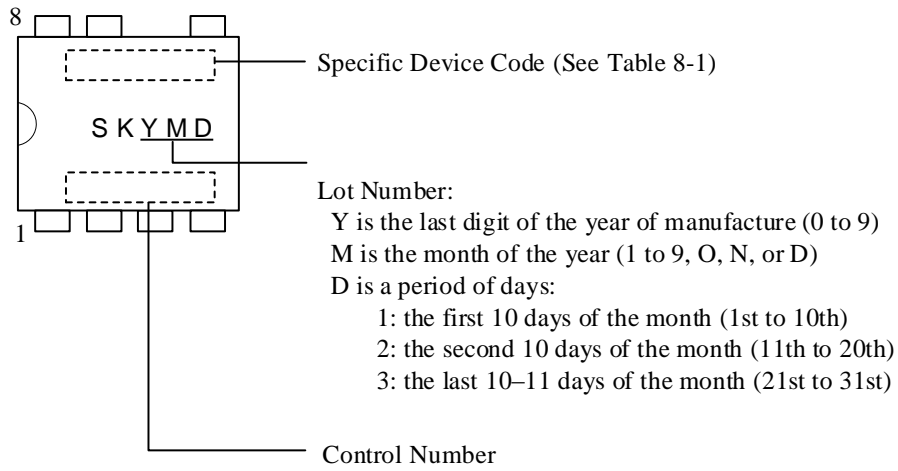 8
Specific Device Code (See Table 8-1)
S K Y M D
Lot Number:
Y is the last digit of the year of manufacture (0 to 9)
M is the month of the year (1 to 9, O, N, or D)
D is a period of days:
1: the first 10 days of the month (1st to 10th)
2: the second 10 days of the month (11th to 20th)
3: the last 10–11 days of the month (21st to 31st)
1
Control Number